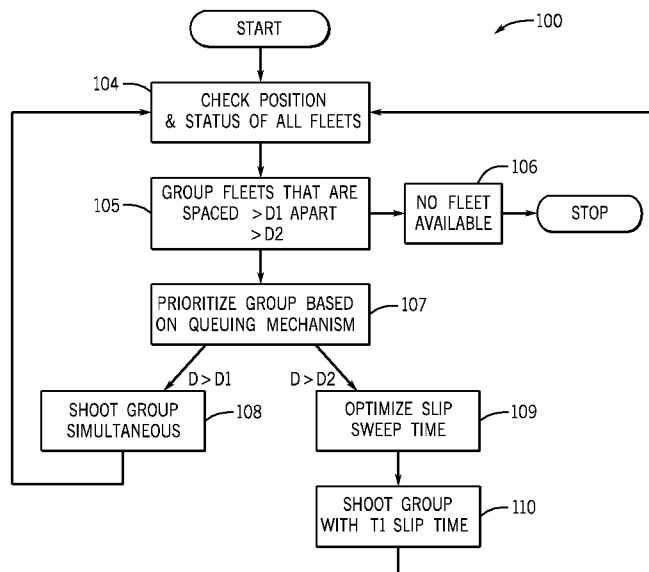 START
100
104
CHECK POSITION
& STATUS OF ALL FLEETS
106
105
GROUP FLEETS THAT ARE
SPACED >D1 APART
>D2
NO FLEET
AVAILABLE
STOP
PRIORITIZE GROUP BASED
ON QUEUING MECHANISM
107
D>D1
D>D2
SHOOT GROUP
SIMULTANEOUS
108
OPTIMIZE SLIP
SWEEP TIME
109
SHOOT GROUP
WITH T1 SLIP TIME
110